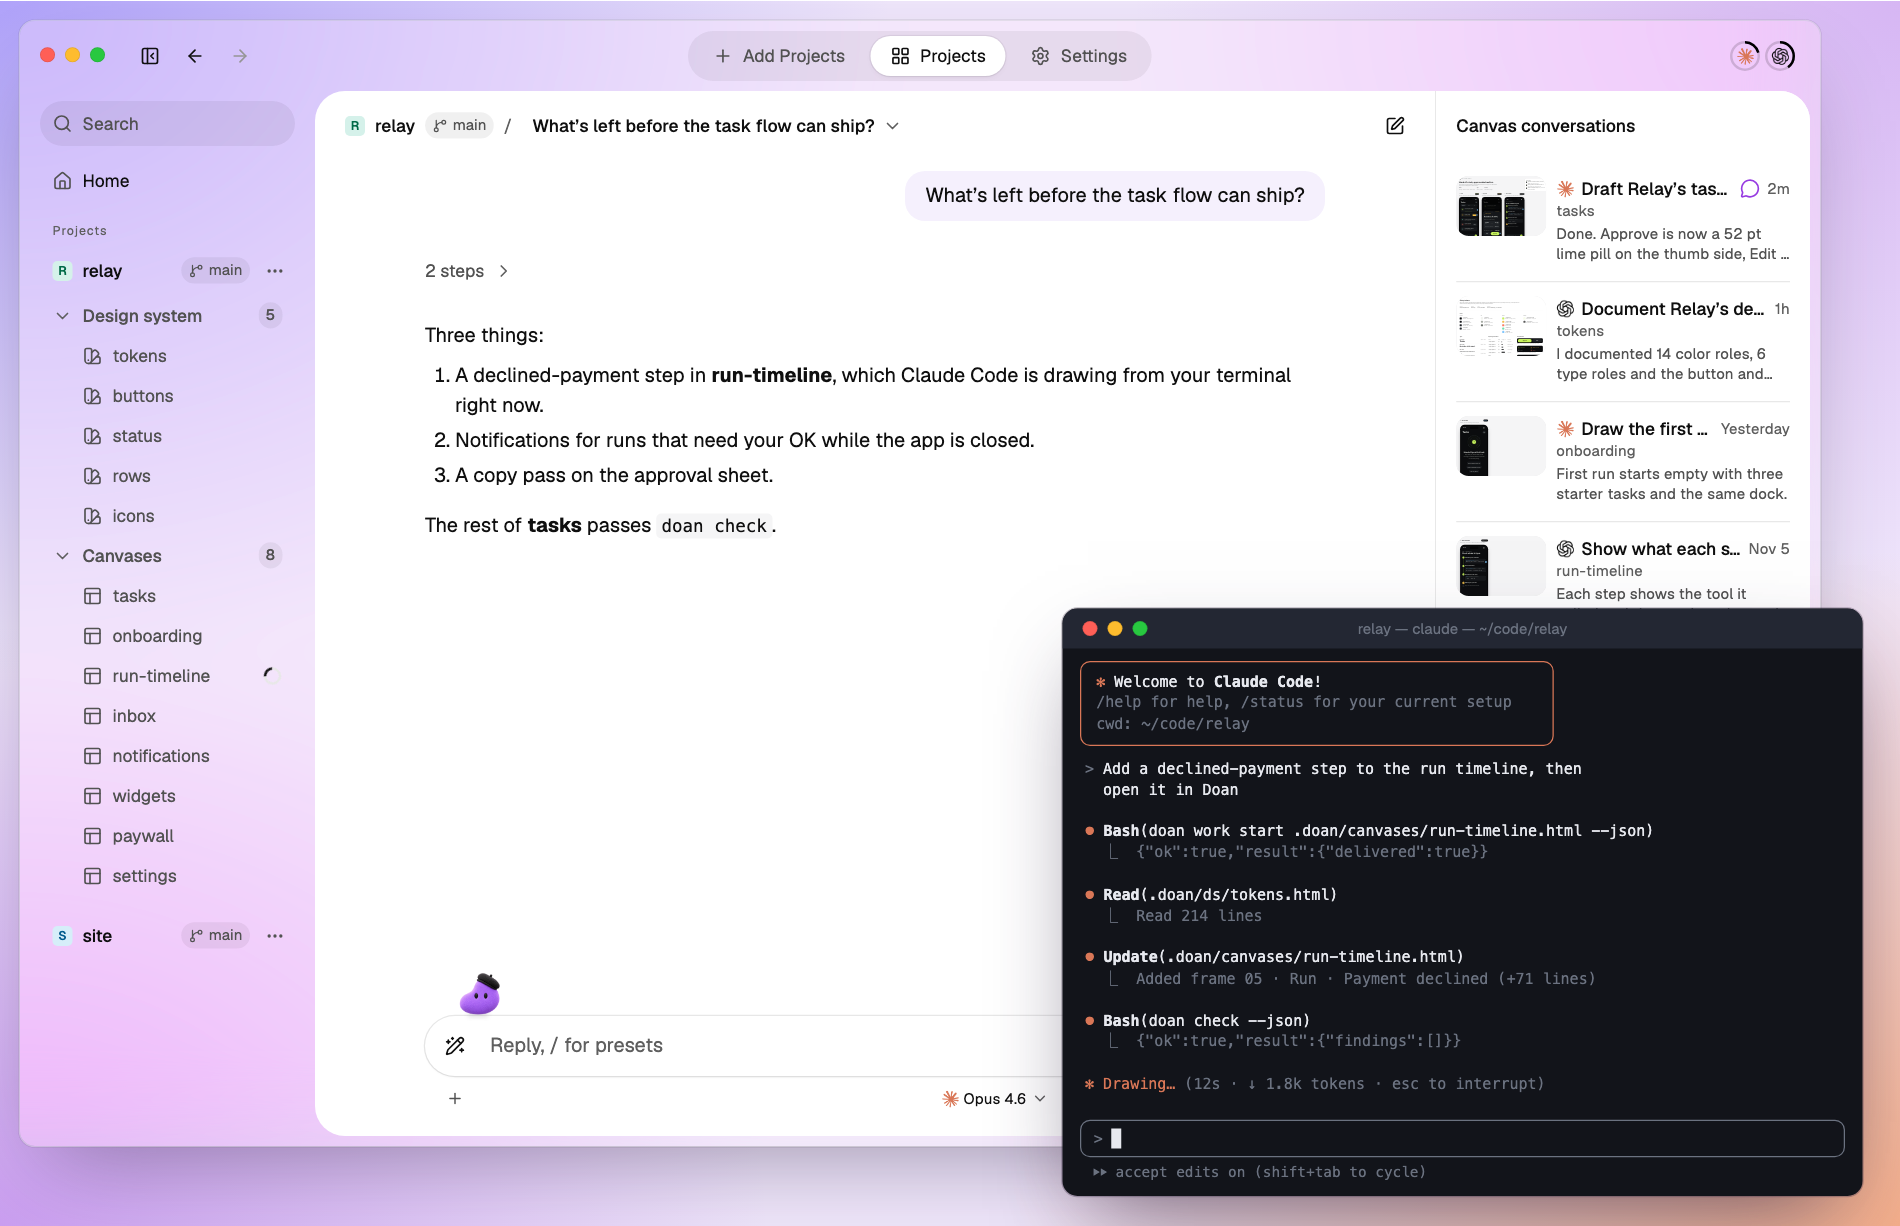 Add Projects
Projects
Settings
Search
Home
Projects
R relay main
Design system 5
tokens
buttons
status
rows
icons
Canvases 8
tasks
onboarding
run-timeline
inbox
notifications
widgets
paywall
settings
S site main
R relay main / What’s left before the task flow can ship?
What’s left before the task flow can ship?
2 steps
Three things:
1. A declined-payment step in run-timeline, which Claude Code is drawing from your terminal
right now.
2. Notifications for runs that need your OK while the app is closed.
3. A copy pass on the approval sheet.
The rest of tasks passes doan check.
Reply, / for presets
Opus 4.6
Canvas conversations
Draft Relay’s tas... 2m
tasks
Done. Approve is now a 52 pt
lime pill on the thumb side, Edit ...
Document Relay’s de... 1h
tokens
I documented 14 color roles, 6
type roles and the button and...
Draw the first ... Yesterday
onboarding
First run starts empty with three
starter tasks and the same dock.
Show what each s... Nov 5
run-timeline
Each step shows the tool it
relay — claude — ~/code/relay
✻ Welcome to Claude Code!
/help for help, /status for your current setup
cwd: ~/code/relay
> Add a declined-payment step to the run timeline, then
open it in Doan
● Bash(doan work start .doan/canvases/run-timeline.html --json)
⎿ {"ok":true,"result":{"delivered":true}}
● Read(.doan/ds/tokens.html)
⎿ Read 214 lines
● Update(.doan/canvases/run-timeline.html)
⎿ Added frame 05 · Run · Payment declined (+71 lines)
● Bash(doan check --json)
⎿ {"ok":true,"result":{"findings":[]}}
✻ Drawing… (12s · ↓ 1.8k tokens · esc to interrupt)
>
▸▸ accept edits on (shift+tab to cycle)